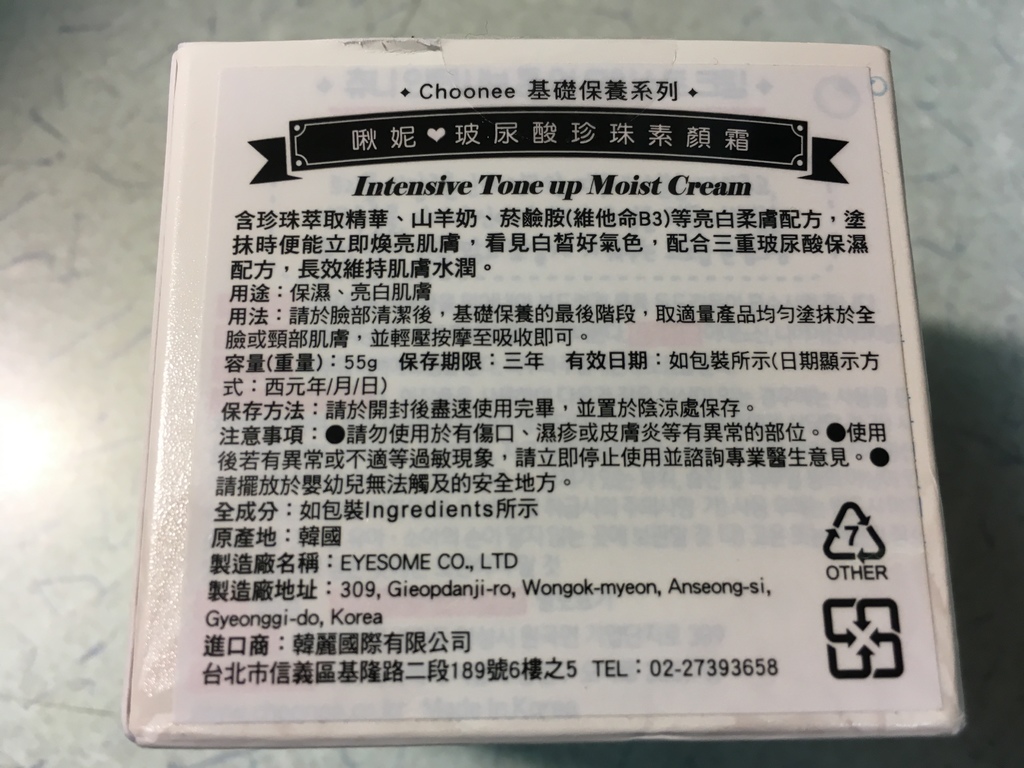 Choonee 基礎保養系列
啾妮❤玻尿酸珍珠素顏霜
Intensive Tone up Moist Cream
含珍珠萃取精華、山羊奶、菸鹼胺(維他命B3)等亮白柔膚配方，塗
抹時便能立即煥亮肌膚，看見白皙好氣色，配合三重玻尿酸保濕
配方，長效維持肌膚水潤。
用途：保濕、亮白肌膚
用法：請於臉部清潔後，基礎保養的最後階段，取適量產品均勻塗抹於全
臉或頸部肌膚，並輕壓按摩至吸收即可。
容量(重量)：55g 保存期限：三年 有效日期：如包裝所示(日期顯示方
式：西元年/月/日)
保存方法：請於開封後盡速使用完畢，並置於陰涼處保存。
注意事項：●請勿使用於有傷口、濕疹或皮膚炎等有異常的部位。●使用
後若有異常或不適等過敏現象，請立即停止使用並諮詢專業醫生意見。●
請擺放於嬰幼兒無法觸及的安全地方。
全成分：如包裝Ingredients所示
原產地：韓國
製造廠名稱：EYESOME CO., LTD
製造廠地址：309, Gieopdanji-ro, Wongok-myeon, Anseong-si,
Gyeonggi-do, Korea
進口商：韓麗國際有限公司
台北市信義區基隆路二段189號6樓之5 TEL：02-27393658
7
OTHER